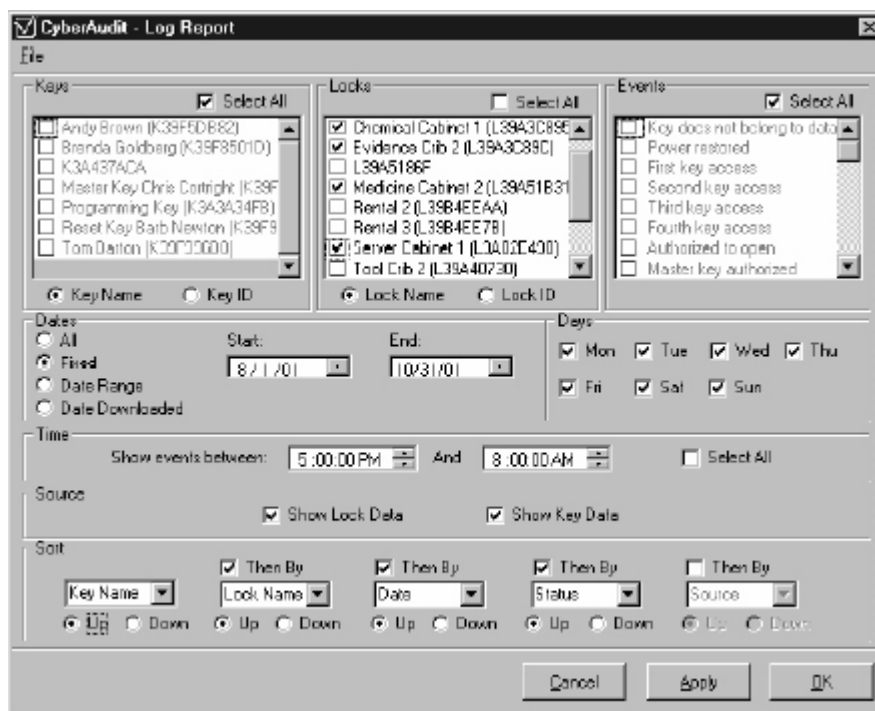 CyberAudit - Log Report
File
Keys
Select All
Andy Brown (K39F5DB82)
Brenda Goldberg (K39F8501D)
K3A437ACA
Master Key Chris Cortright (K39F
Programming Key (K3A3A34FB)
Reset Key Barb Newton (K39F9
Tom Barton
Key Name Key ID
Locks
Select All
Chemical Cabinet 1 (L39A3C895
Evidence Crib 2 (L39A3C89C)
L39A5186F
Medicine Cabinet 2 (L39A51B31
Rental 2 (L39B4EEAA)
Rental 3 (L39B4EE7B)
Server Cabinet 1
Tool Crib 2 (L39A40730)
Lock Name Lock ID
Events
Select All
Key does not belong to data
Power restored
First key access
Second key access
Third key access
Fourth key access
Authorized to open
Master key authorized
Dates
All
Fixed
Date Range
Date Downloaded
Start:
8/1/01
End:
10/31/01
Days
Mon Tue Wed Thu
Fri Sat Sun
Time
Show events between: 5:00:00 PM And 8:00:00 AM Select All
Source
Show Lock Data Show Key Data
Sort
Then By Then By Then By Then By
Key Name Lock Name Date Status Source
Up Down Up Down Up Down Up Down Up Down
Cancel Apply OK